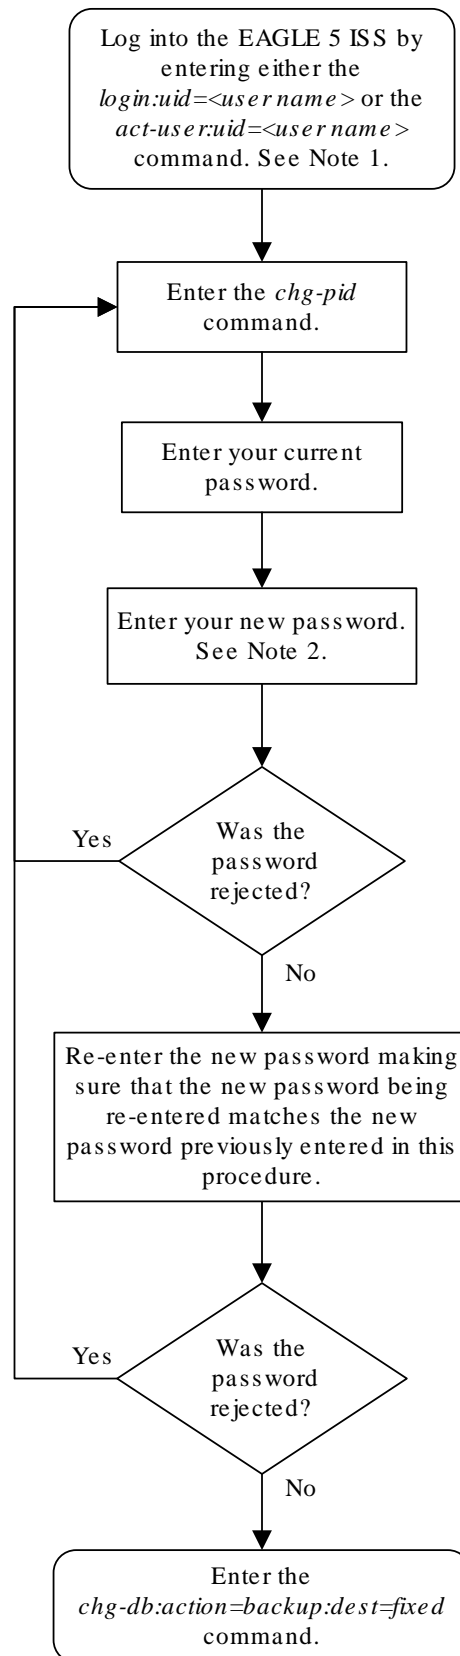 Log into the EAGLE 5 ISS by
entering either the
login:uid=<user name> or the
act-user:uid=<user name>
command. See Note 1.
Enter the chg-pid
command.
Enter your current
password.
Enter your new password.
See Note 2.
Yes
Was the
password
rejected?
No
Re-enter the new password making
sure that the new password being
re-entered matches the new
password previously entered in this
procedure.
Yes
Was the
password
rejected?
No
Enter the
chg-db:action=backup:dest=fixed
command.